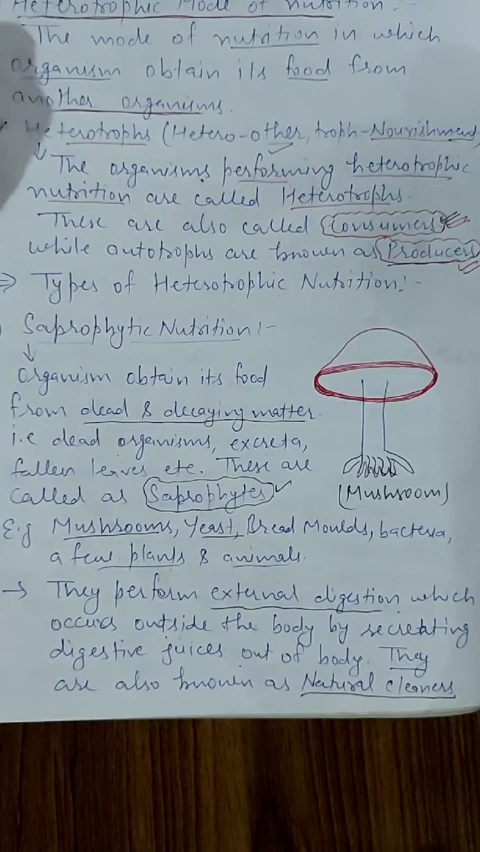 Heterotrophic Mode of nutrition :-
The mode of nutrition in which
organism obtain its food from
another organisms.
Heterotrophs (Hetero-other, troph-Nourishment
The organisms performing heterotrophic
nutrition are called Heterotrophs.
These are also called Consumers
while autotrophs are known as Producers
⇒ Types of Heterotrophic Nutrition:-
Saprophytic Nutrition:-
organism obtain its food
from dead & decaying matter.
i.e dead organisms, excreta,
fallen leaves etc. These are
called as Saprophytes
(Mushroom)
E.g Mushrooms, Yeast, Bread Moulds, bacteria,
a few plants & animals.
→ They perform external digestion which
occurs outside the body by secreting
digestive juices out of body. They
are also known as Natural cleaners